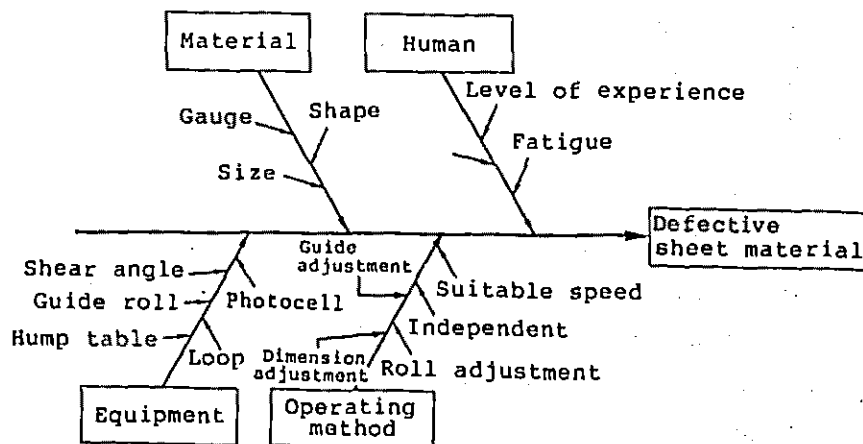 Material
Human
Level of experience
Gauge
Shape
Fatigue
Size
Defective
sheet material
Guide
adjustment
Shear angle
Suitable speed
Guide roll
Photocell
Independent
Hump table
Loop
Dimension
adjustment
Roll adjustment
Equipment
Operating
method